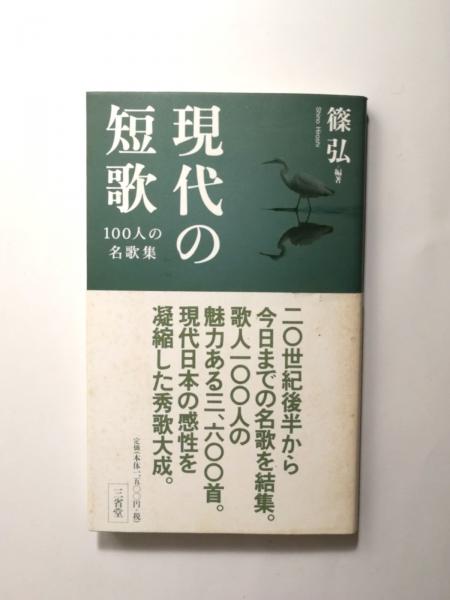 現代の
短歌
100人の
名歌集
篠弘
編著
Shino Hiroshi
二〇世紀後半から
今日までの名歌を結集。
歌人一〇〇人の
魅力ある三、六〇〇首。
現代日本の感性を
凝縮した秀歌大成。
定価(本体一、五〇〇円+税)
三省堂